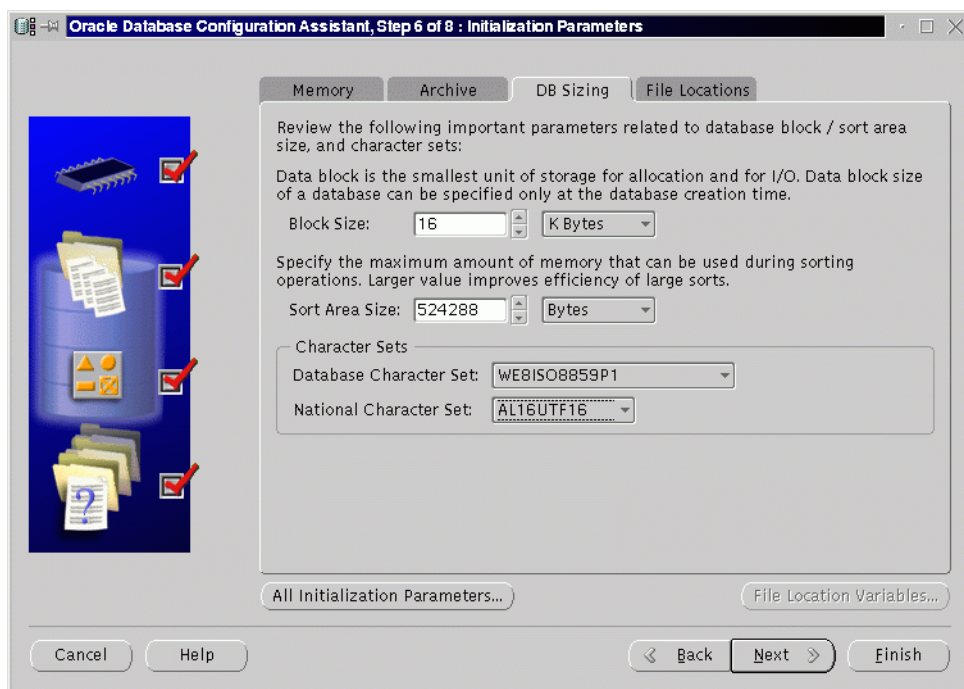 Oracle Database Configuration Assistant, Step 6 of 8 : Initialization Parameters
Memory Archive DB Sizing File Locations
Review the following important parameters related to database block / sort area
size, and character sets:
Data block is the smallest unit of storage for allocation and for I/O. Data block size
of a database can be specified only at the database creation time.
Block Size: 16 K Bytes
Specify the maximum amount of memory that can be used during sorting
operations. Larger value improves efficiency of large sorts.
Sort Area Size: 524288 Bytes
Character Sets
Database Character Set: WE8ISO8859P1
National Character Set: AL16UTF16
?
All Initialization Parameters... File Location Variables...
Cancel Help Back Next Finish